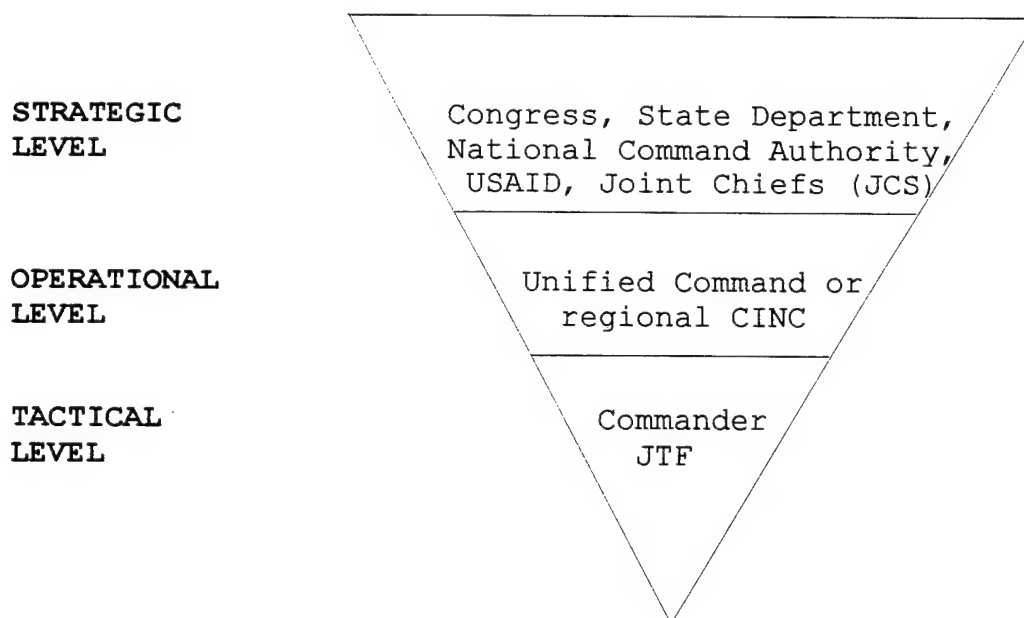 STRATEGIC
LEVEL
Congress, State Department,
National Command Authority,
USAID, Joint Chiefs (JCS)
OPERATIONAL
LEVEL
Unified Command or
regional CINC
TACTICAL
LEVEL
Commander
JTF